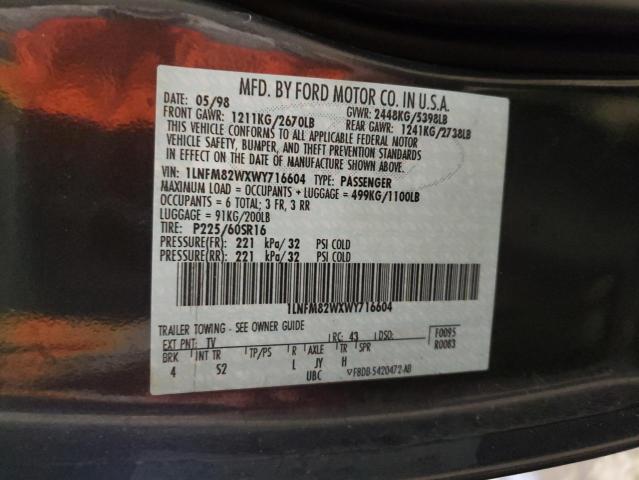 MFD. BY FORD MOTOR CO. IN U.S.A.
DATE: 05/98 GVWR: 2448KG/5398LB
FRONT GAWR: 1211KG/2670LB REAR GAWR: 1241KG/2738LB
THIS VEHICLE CONFORMS TO ALL APPLICABLE FEDERAL MOTOR
VEHICLE SAFETY, BUMPER, AND THEFT PREVENTION STANDARDS
IN EFFECT ON THE DATE OF MANUFACTURE SHOWN ABOVE.
VIN: 1LNFM82WXWY716604 TYPE: PASSENGER
MAXIMUM LOAD = OCCUPANTS + LUGGAGE = 499KG/1100LB
OCCUPANTS = 6 TOTAL; 3 FR, 3 RR
LUGGAGE = 91KG/200LB
TIRE: P225/60SR16
PRESSURE(FR): 221 kPa/32 PSI COLD
PRESSURE(RR): 221 kPa/32 PSI COLD
1LNFM82WXWY716604
TRAILER TOWING - SEE OWNER GUIDE
EXT PNT: TV RC: 43 DSO: F0095
R0083
BRK INT TR TP/PS R AXLE TR SPR
4 S2 L JY H
UBC
F8DB-5420472-AB